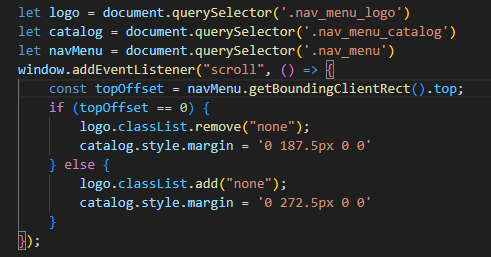 let logo = document.querySelector('.nav_menu_logo')
let catalog = document.querySelector('.nav_menu_catalog')
let navMenu = document.querySelector('.nav_menu')
window.addEventListener("scroll", () => {
    const topOffset = navMenu.getBoundingClientRect().top;
    if (topOffset == 0) {
        logo.classList.remove("none");
        catalog.style.margin = '0 187.5px 0 0'
    } else {
        logo.classList.add("none");
        catalog.style.margin = '0 272.5px 0 0'
    }
});